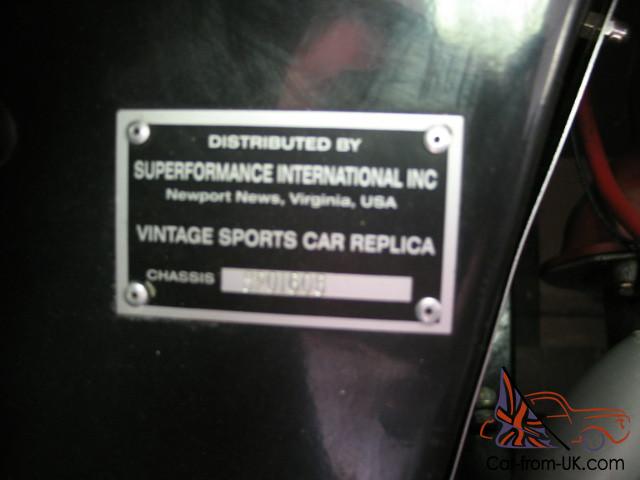 DISTRIBUTED BY
SUPERFORMANCE INTERNATIONAL INC
Newport News, Virginia, USA
VINTAGE SPORTS CAR REPLICA
CHASSIS
Car-from-UK.com